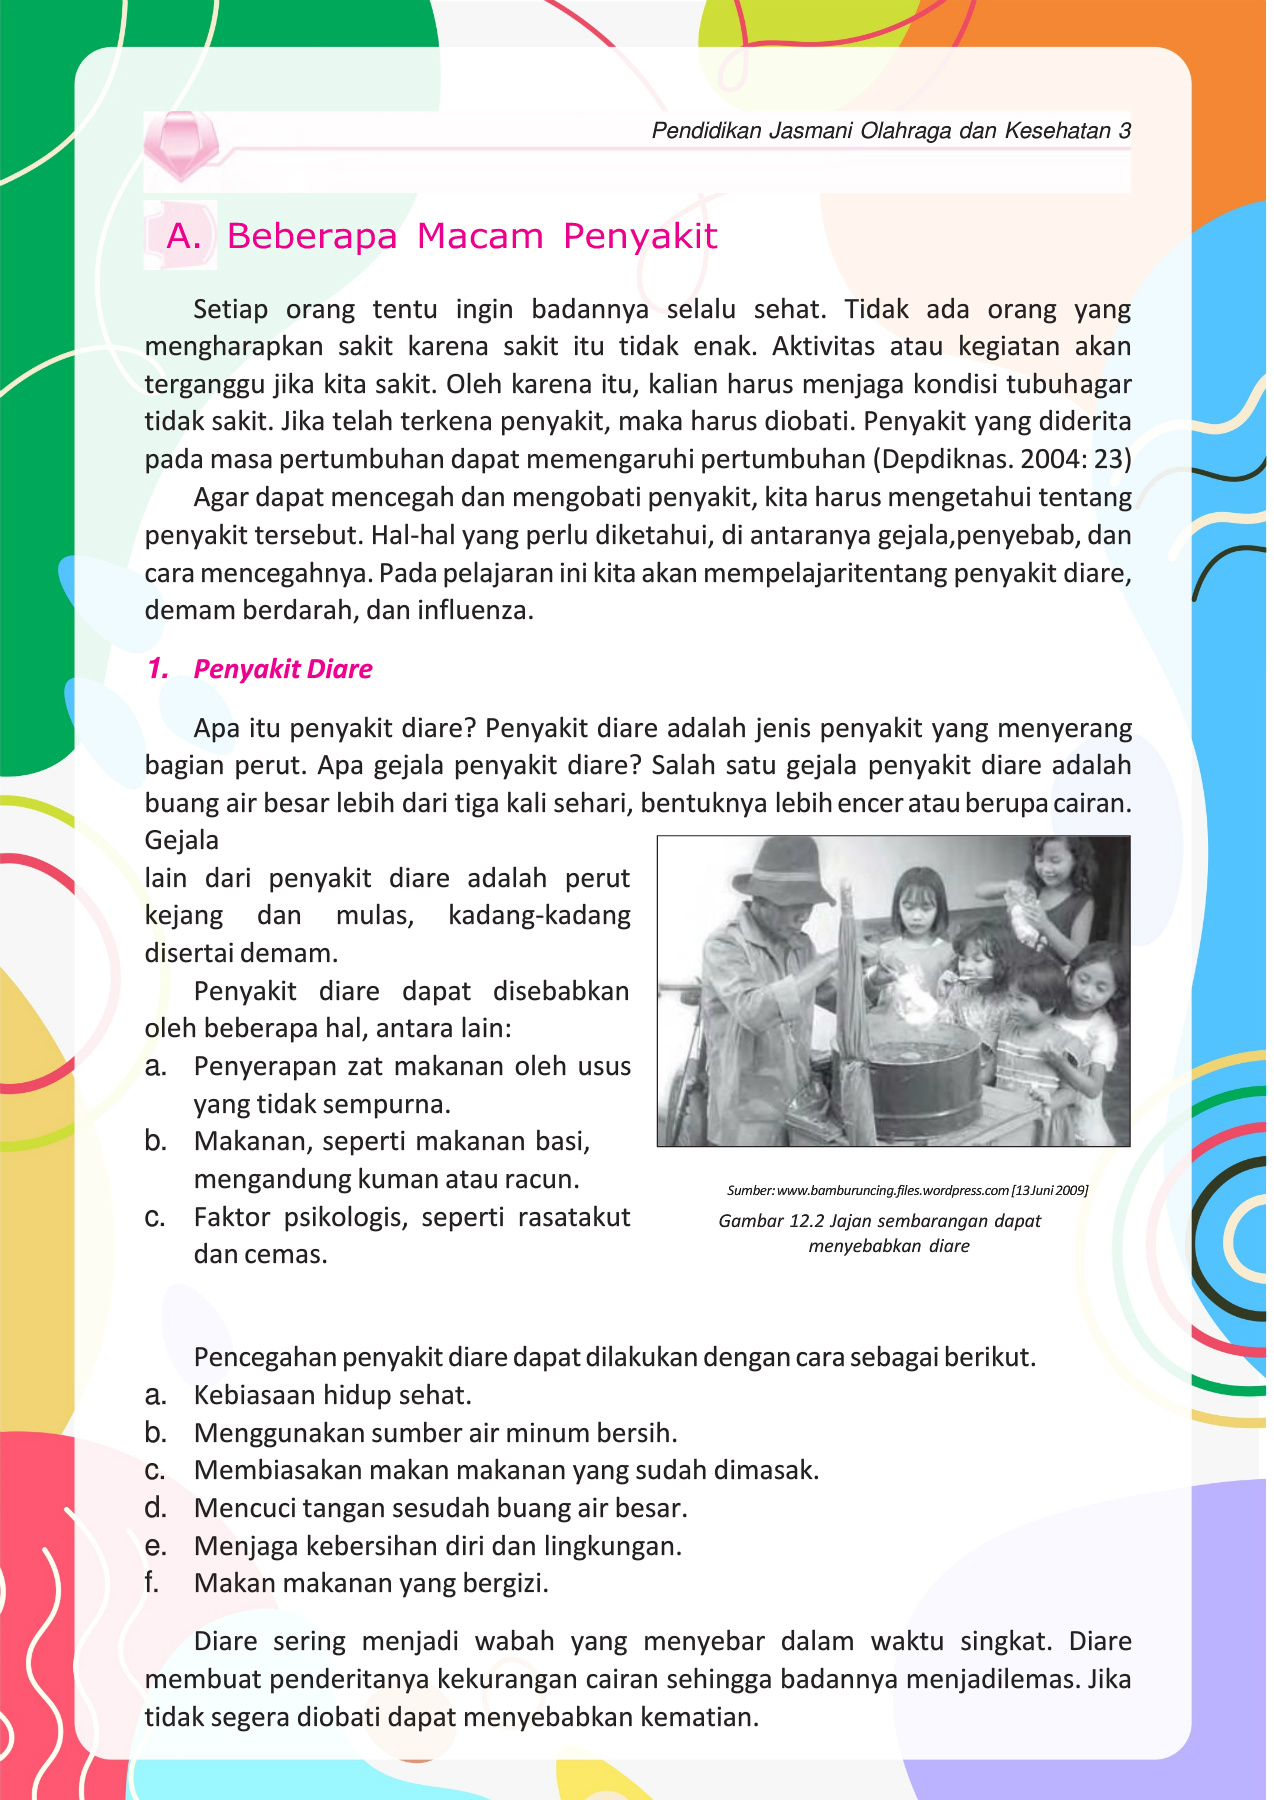 Pendidikan Jasmani Olahraga dan Kesehatan 3
A. Beberapa Macam Penyakit
Setiap orang tentu ingin badannya selalu sehat. Tidak ada orang yang
mengharapkan sakit karena sakit itu tidak enak. Aktivitas atau kegiatan akan
terganggu jika kita sakit. Oleh karena itu, kalian harus menjaga kondisi tubuhagar
tidak sakit. Jika telah terkena penyakit, maka harus diobati. Penyakit yang diderita
pada masa pertumbuhan dapat memengaruhi pertumbuhan (Depdiknas. 2004: 23)
Agar dapat mencegah dan mengobati penyakit, kita harus mengetahui tentang
penyakit tersebut. Hal-hal yang perlu diketahui, di antaranya gejala,penyebab, dan
cara mencegahnya. Pada pelajaran ini kita akan mempelajaritentang penyakit diare,
demam berdarah, dan influenza.
1. Penyakit Diare
Apa itu penyakit diare? Penyakit diare adalah jenis penyakit yang menyerang
bagian perut. Apa gejala penyakit diare? Salah satu gejala penyakit diare adalah
buang air besar lebih dari tiga kali sehari, bentuknya lebih encer atau berupa cairan.
Gejala
lain dari penyakit diare adalah perut
kejang dan mulas, kadang-kadang
disertai demam.
Penyakit diare dapat disebabkan
oleh beberapa hal, antara lain:
a. Penyerapan zat makanan oleh usus
yang tidak sempurna.
b. Makanan, seperti makanan basi,
mengandung kuman atau racun.
c. Faktor psikologis, seperti rasatakut
dan cemas.
Sumber: www.bamburuncing.files.wordpress.com [13 Juni 2009]
Gambar 12.2 Jajan sembarangan dapat
menyebabkan diare
Pencegahan penyakit diare dapat dilakukan dengan cara sebagai berikut.
a. Kebiasaan hidup sehat.
b. Menggunakan sumber air minum bersih.
c. Membiasakan makan makanan yang sudah dimasak.
d. Mencuci tangan sesudah buang air besar.
e. Menjaga kebersihan diri dan lingkungan.
f. Makan makanan yang bergizi.
Diare sering menjadi wabah yang menyebar dalam waktu singkat. Diare
membuat penderitanya kekurangan cairan sehingga badannya menjadilemas. Jika
tidak segera diobati dapat menyebabkan kematian.